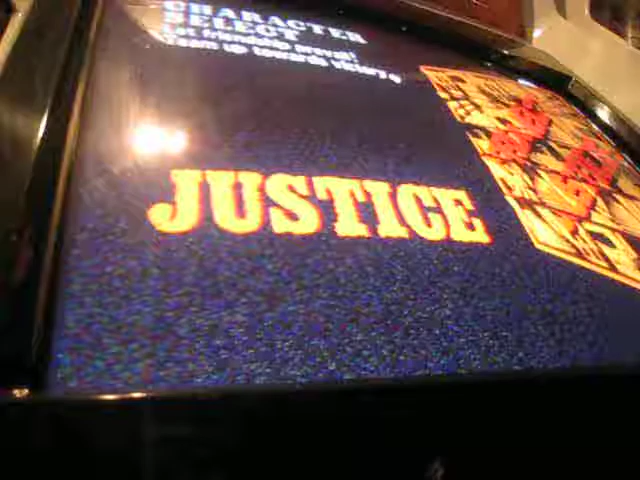 CHARACTER
SELECT
Let friendship prevail!
Team up towards victory
JUSTICE